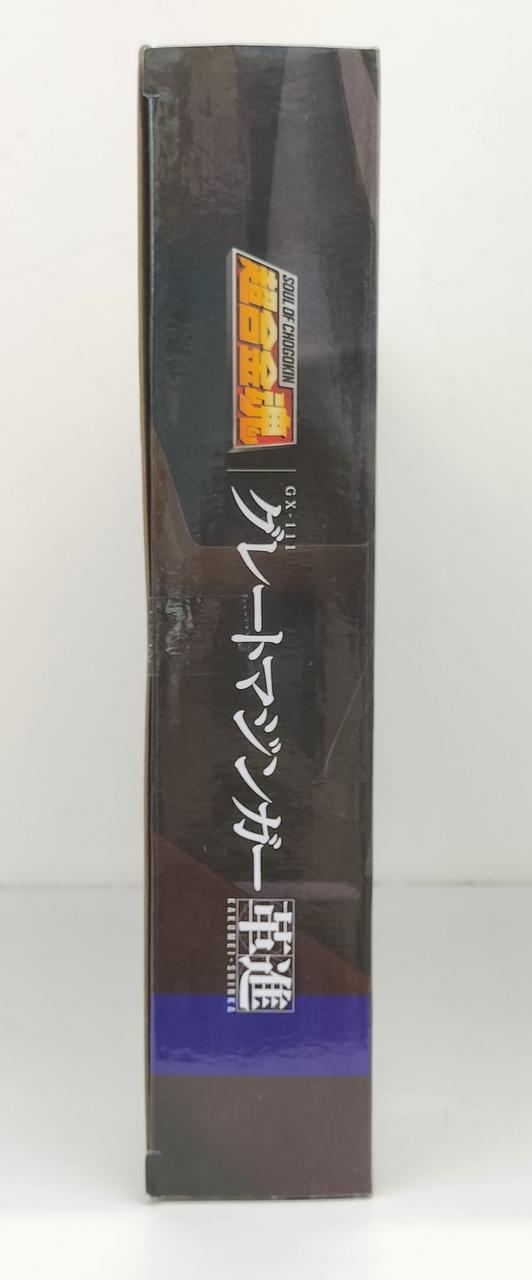 SOUL OF CHOGOKIN
超合金魂
GX-111
グレートマジンガー
革進
KAKUMEI-SHINKA